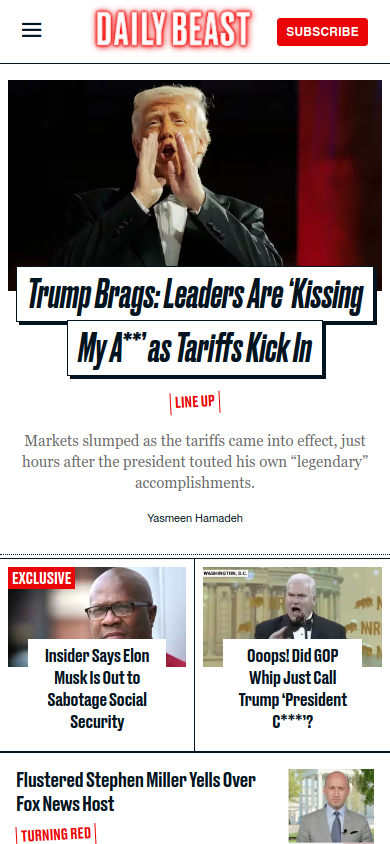 DAILY BEAST
SUBSCRIBE
Trump Brags: Leaders Are ‘Kissing
My A**’ as Tariffs Kick In
LINE UP
Markets slumped as the tariffs came into effect, just
hours after the president touted his own “legendary”
accomplishments.
Yasmeen Hamadeh
EXCLUSIVE
Insider Says Elon
Musk Is Out to
Sabotage Social
Security
WASHINGTON, D.C.
NR
Ooops! Did GOP
Whip Just Call
Trump ‘President
C***’?
Flustered Stephen Miller Yells Over
Fox News Host
TURNING RED